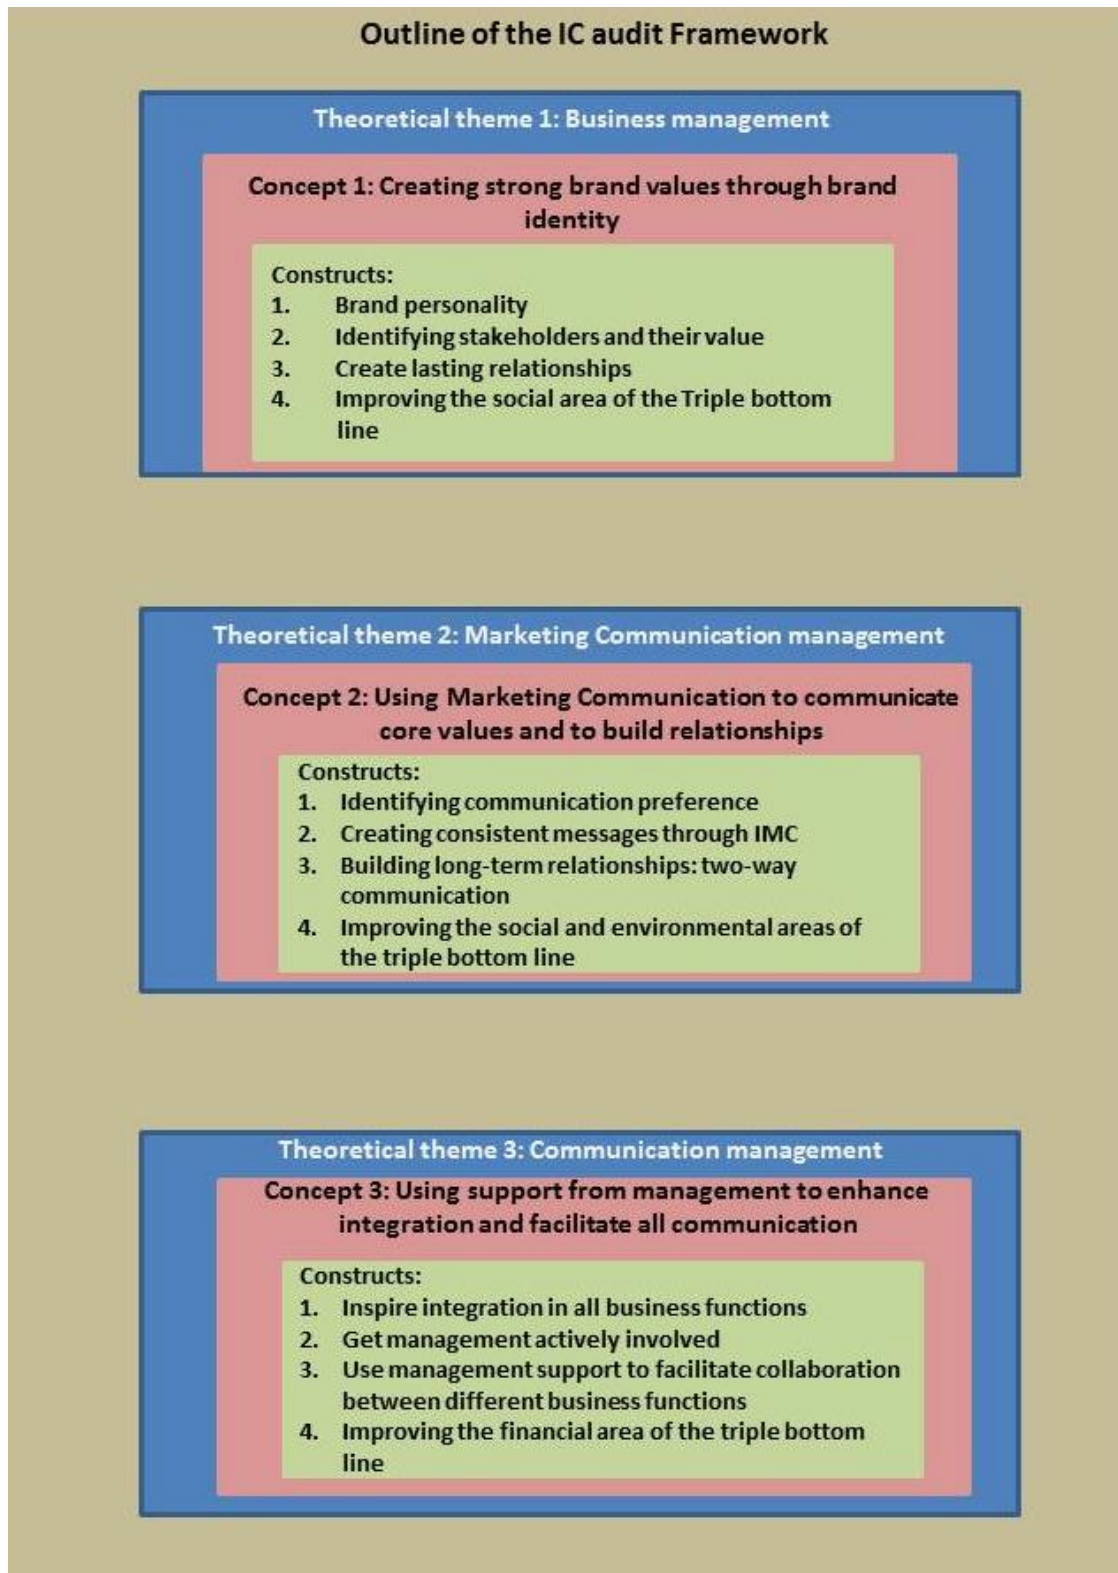 Outline of the IC audit Framework
Theoretical theme 1: Business management
Concept 1: Creating strong brand values through brand
identity
Constructs:
1. Brand personality
2. Identifying stakeholders and their value
3. Create lasting relationships
4. Improving the social area of the Triple bottom
line
Theoretical theme 2: Marketing Communication management
Concept 2: Using Marketing Communication to communicate
core values and to build relationships
Constructs:
1. Identifying communication preference
2. Creating consistent messages through IMC
3. Building long-term relationships: two-way
communication
4. Improving the social and environmental areas of
the triple bottom line
Theoretical theme 3: Communication management
Concept 3: Using support from management to enhance
integration and facilitate all communication
Constructs:
1. Inspire integration in all business functions
2. Get management actively involved
3. Use management support to facilitate collaboration
between different business functions
4. Improving the financial area of the triple bottom
line